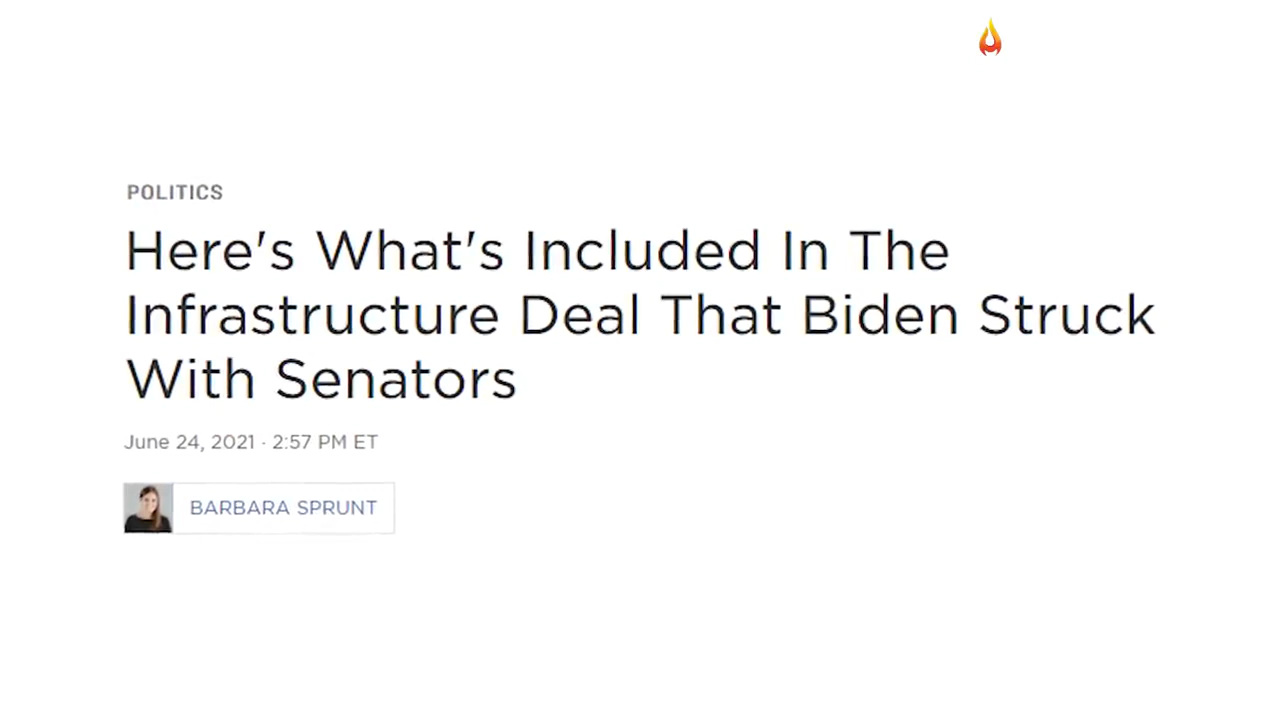 POLITICS
Here's What's Included In The
Infrastructure Deal That Biden Struck
With Senators
June 24, 2021 · 2:57 PM ET
BARBARA SPRUNT